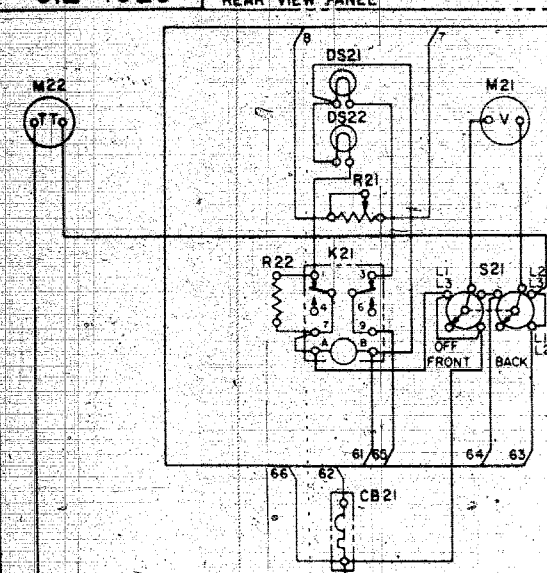 REAR VIEW PANEL
8
7
DS21
M22
M21
TT
DS22
V
R21
K21
R22
1
3
L1
L3
S21
L2
L3
4
6
7
9
A
B
OFF
L1
L2
FRONT
BACK
61
65
64
63
66
62
CB21